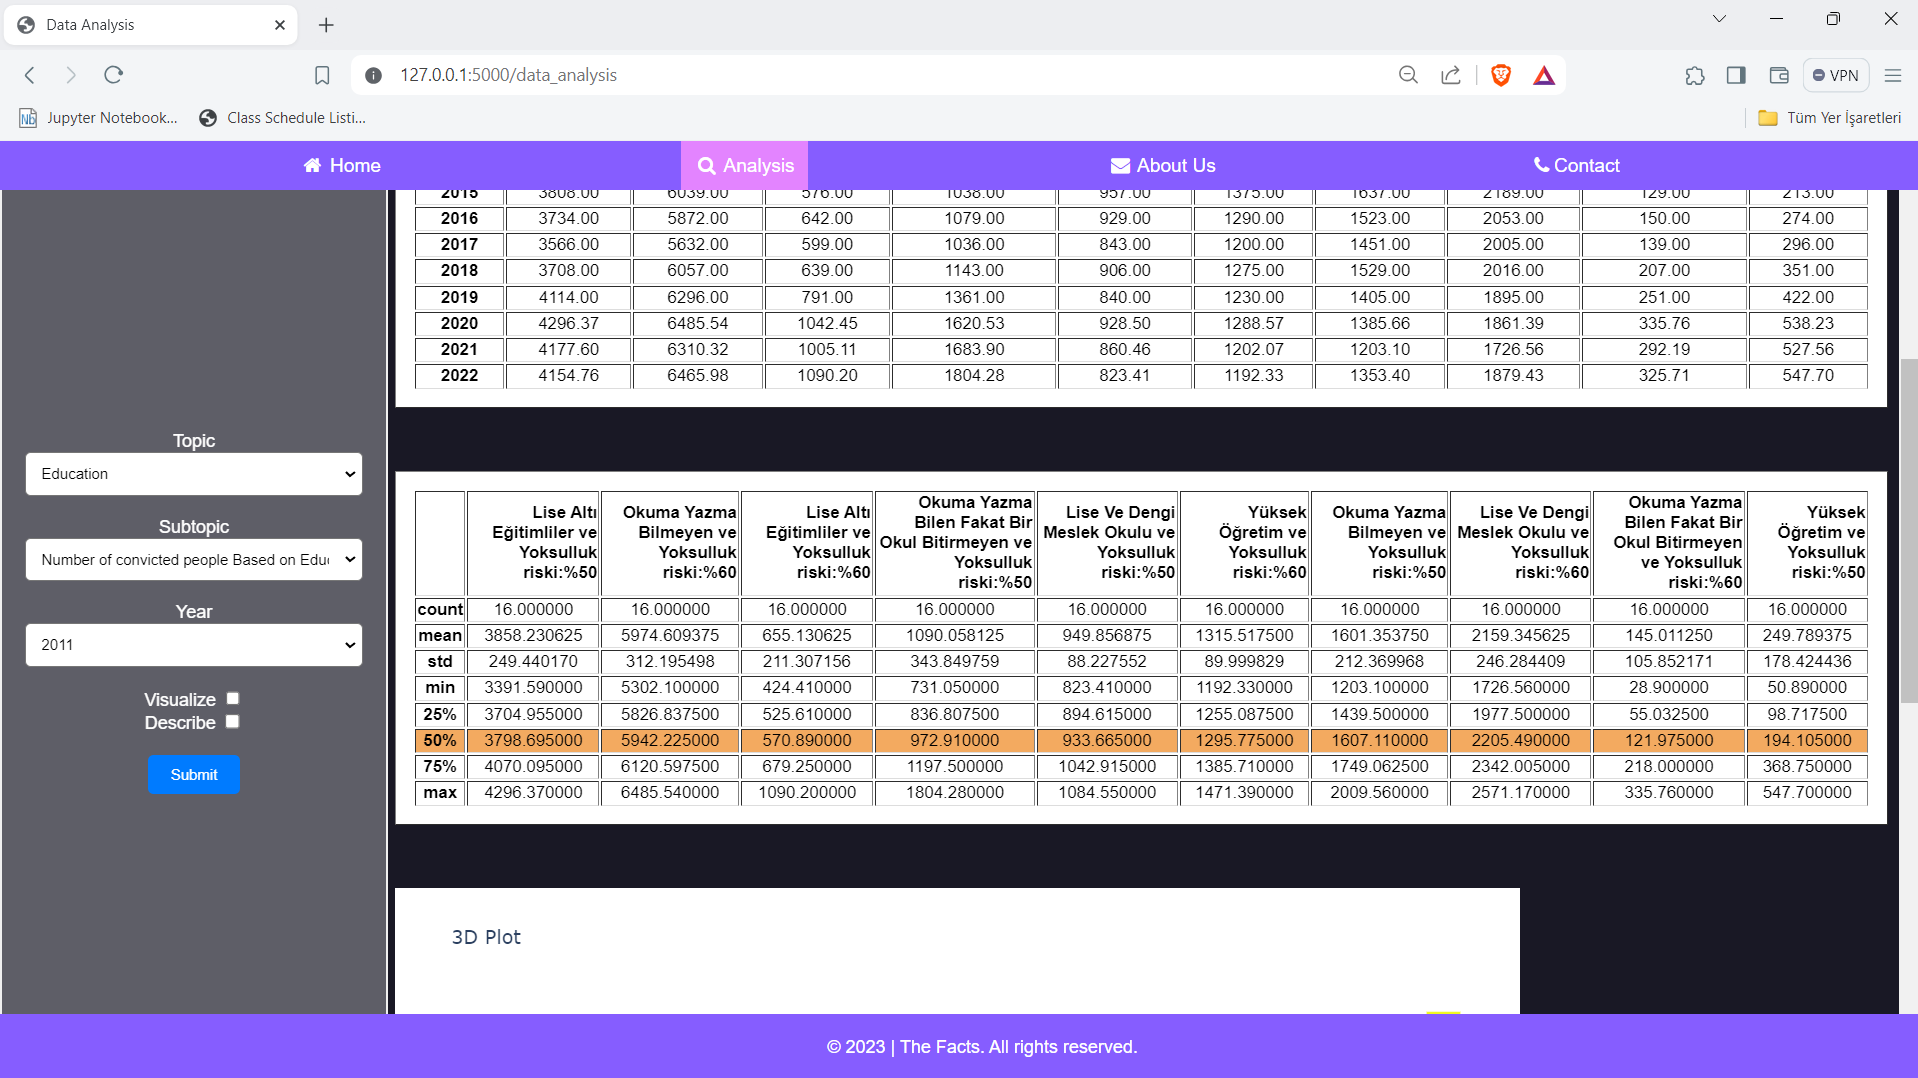 Data Analysis
127.0.0.1:5000/data_analysis
VPN
Jupyter Notebook...
Class Schedule Listi...
Tüm Yer İşaretleri
Home
Analysis
About Us
Contact
2015 3808.00 6039.00 576.00 1038.00 957.00 1375.00 1637.00 2189.00 129.00 213.00
2016 3734.00 5872.00 642.00 1079.00 929.00 1290.00 1523.00 2053.00 150.00 274.00
2017 3566.00 5632.00 599.00 1036.00 843.00 1200.00 1451.00 2005.00 139.00 296.00
2018 3708.00 6057.00 639.00 1143.00 906.00 1275.00 1529.00 2016.00 207.00 351.00
2019 4114.00 6296.00 791.00 1361.00 840.00 1230.00 1405.00 1895.00 251.00 422.00
2020 4296.37 6485.54 1042.45 1620.53 928.50 1288.57 1385.66 1861.39 335.76 538.23
2021 4177.60 6310.32 1005.11 1683.90 860.46 1202.07 1203.10 1726.56 292.19 527.56
2022 4154.76 6465.98 1090.20 1804.28 823.41 1192.33 1353.40 1879.43 325.71 547.70
Topic
Education
Subtopic
Number of convicted people Based on Edu
Year
2011
Visualize
Describe
Submit
Lise Altı
Eğitimliler ve
Yoksulluk
riski:%50
Okuma Yazma
Bilmeyen ve
Yoksulluk
riski:%60
Lise Altı
Eğitimliler ve
Yoksulluk
riski:%60
Okuma Yazma
Bilen Fakat Bir
Okul Bitirmeyen ve
Yoksulluk
riski:%50
Lise Ve Dengi
Meslek Okulu ve
Yoksulluk
riski:%50
Yüksek
Öğretim ve
Yoksulluk
riski:%60
Okuma Yazma
Bilmeyen ve
Yoksulluk
riski:%50
Lise Ve Dengi
Meslek Okulu ve
Yoksulluk
riski:%60
Okuma Yazma
Bilen Fakat Bir
Okul Bitirmeyen
ve Yoksulluk
riski:%60
Yüksek
Öğretim ve
Yoksulluk
riski:%50
count 16.000000 16.000000 16.000000 16.000000 16.000000 16.000000 16.000000 16.000000 16.000000 16.000000
mean 3858.230625 5974.609375 655.130625 1090.058125 949.856875 1315.517500 1601.353750 2159.345625 145.011250 249.789375
std 249.440170 312.195498 211.307156 343.849759 88.227552 89.999829 212.369968 246.284409 105.852171 178.424436
min 3391.590000 5302.100000 424.410000 731.050000 823.410000 1192.330000 1203.100000 1726.560000 28.900000 50.890000
25% 3704.955000 5826.837500 525.610000 836.807500 894.615000 1255.087500 1439.500000 1977.500000 55.032500 98.717500
50% 3798.695000 5942.225000 570.890000 972.910000 933.665000 1295.775000 1607.110000 2205.490000 121.975000 194.105000
75% 4070.095000 6120.597500 679.250000 1197.500000 1042.915000 1385.710000 1749.062500 2342.005000 218.000000 368.750000
max 4296.370000 6485.540000 1090.200000 1804.280000 1084.550000 1471.390000 2009.560000 2571.170000 335.760000 547.700000
3D Plot
© 2023 | The Facts. All rights reserved.